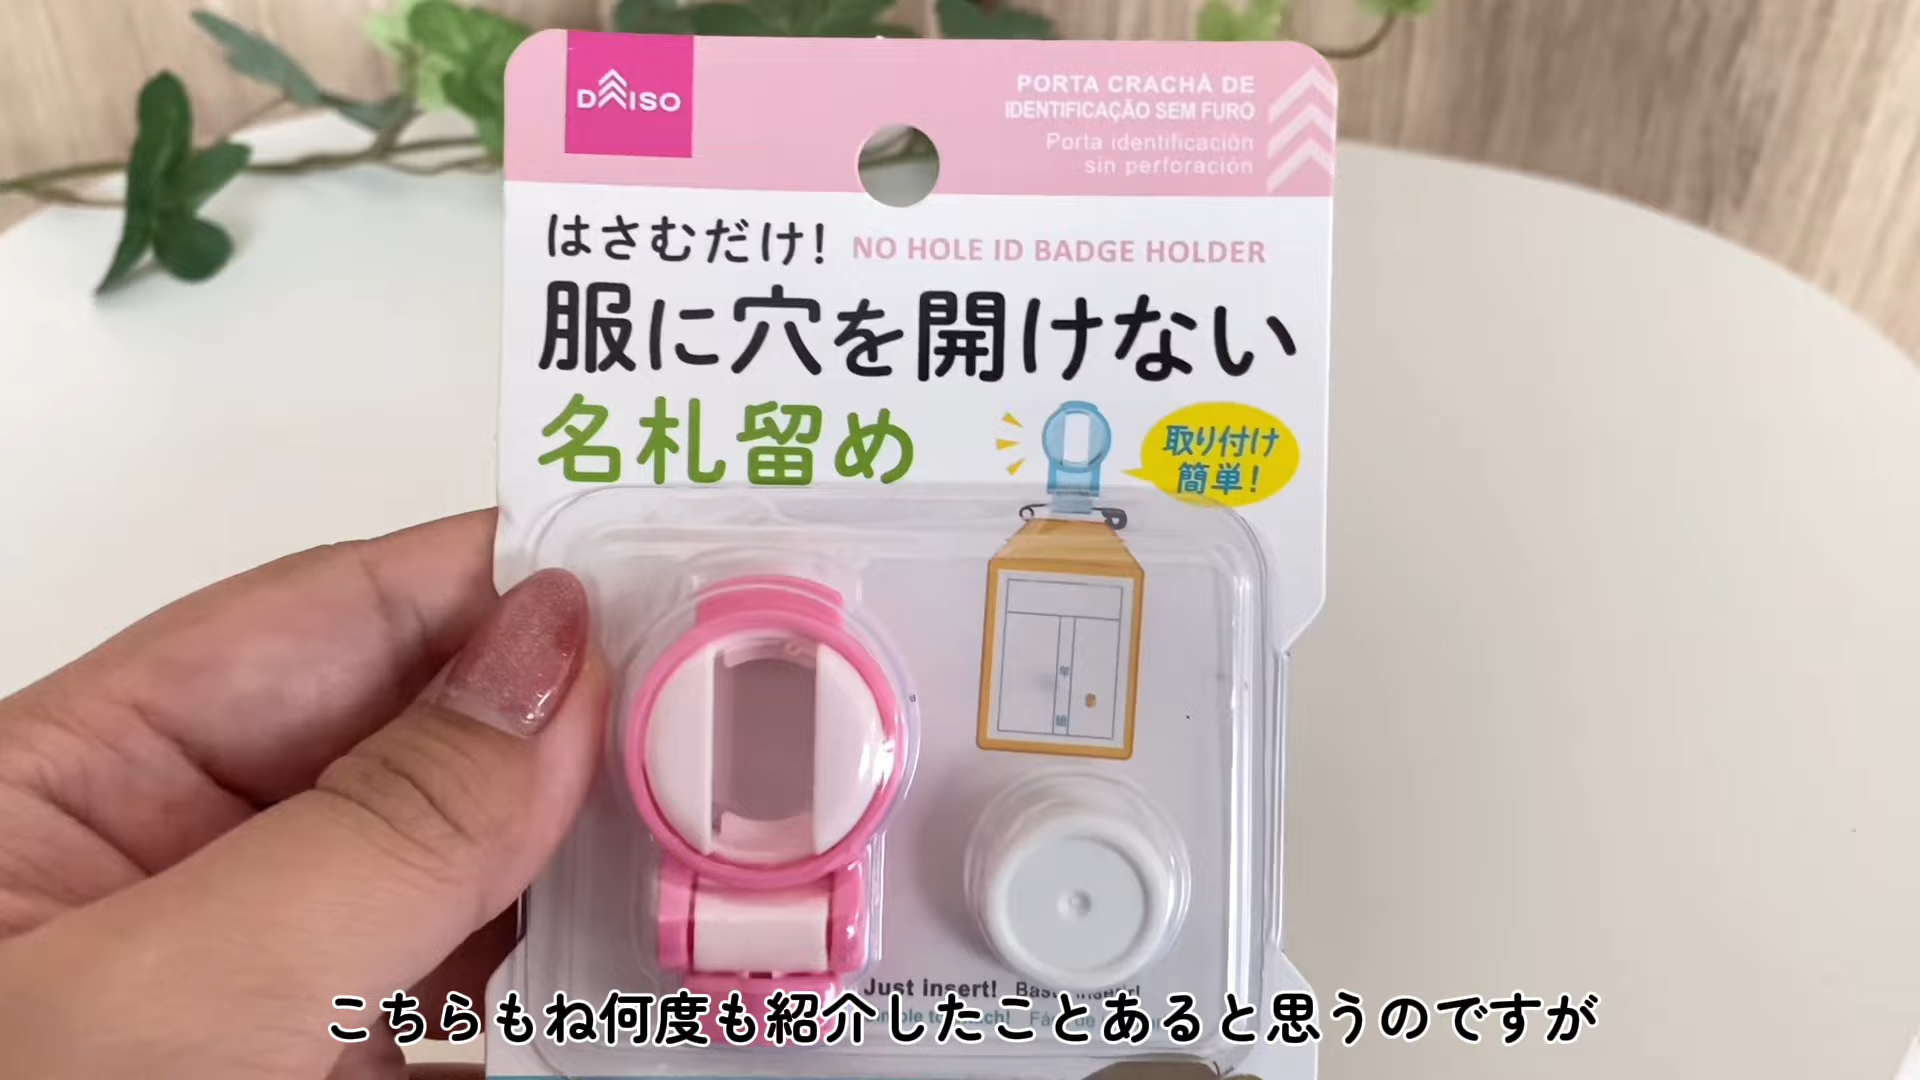 DAISO
PORTA CRACHÁ DE
IDENTIFICAÇÃO SEM FURO
Porta identificación
sin perforación
はさむだけ! NO HOLE ID BADGE HOLDER
服に穴を開けない
名札留め
取り付け
簡単!
Just insert!
こちらもね何度も紹介したことあると思うのですが